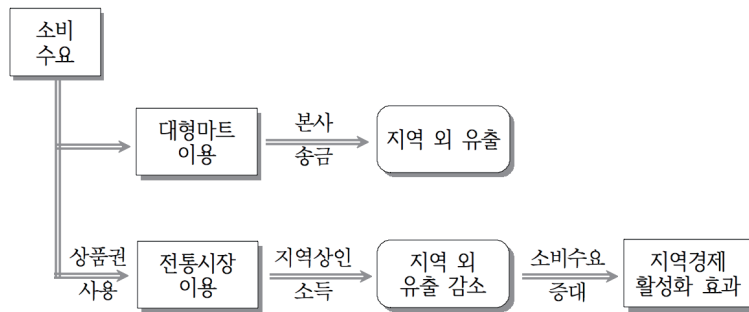 소비
수요
대형마트
이용
본사
송금
지역 외 유출
상품권
사용
전통시장
이용
지역상인
소득
지역 외
유출 감소
소비수요
증대
지역경제
활성화 효과